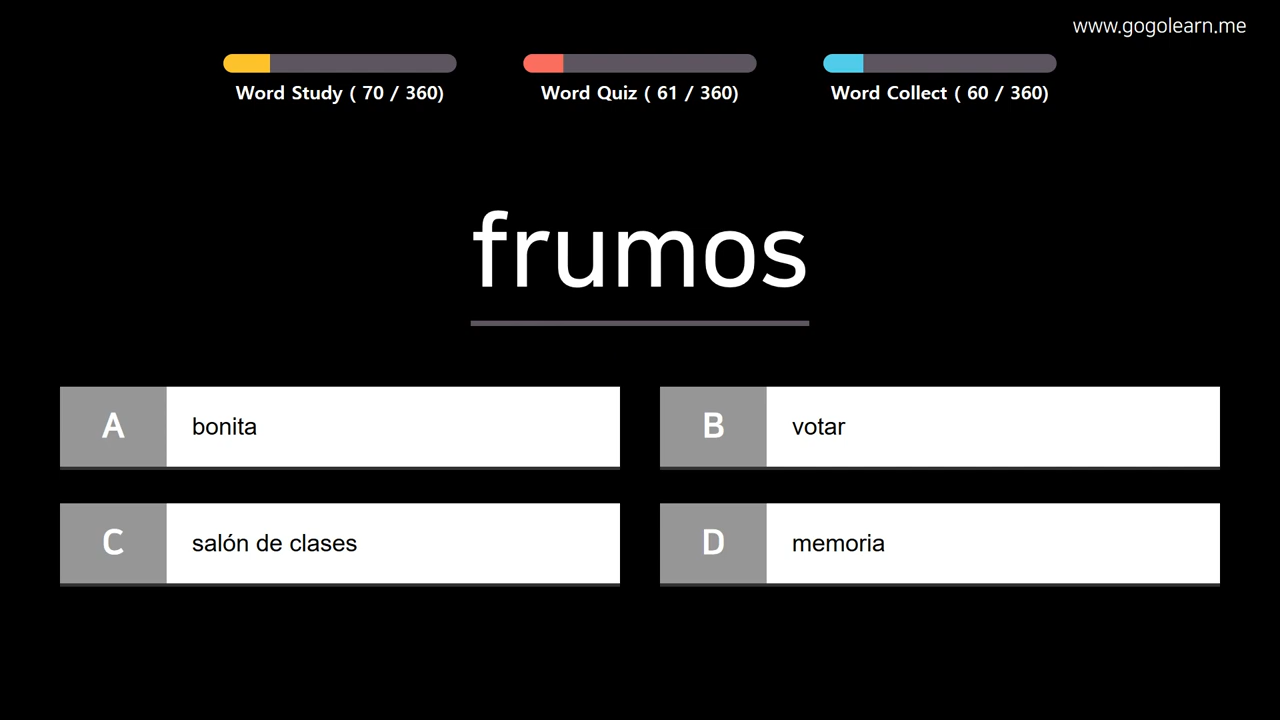 www.gogolearn.me
Word Study ( 70 / 360)
Word Quiz ( 61 / 360)
Word Collect ( 60 / 360)
frumos
A bonita
B votar
C salón de clases
D memoria